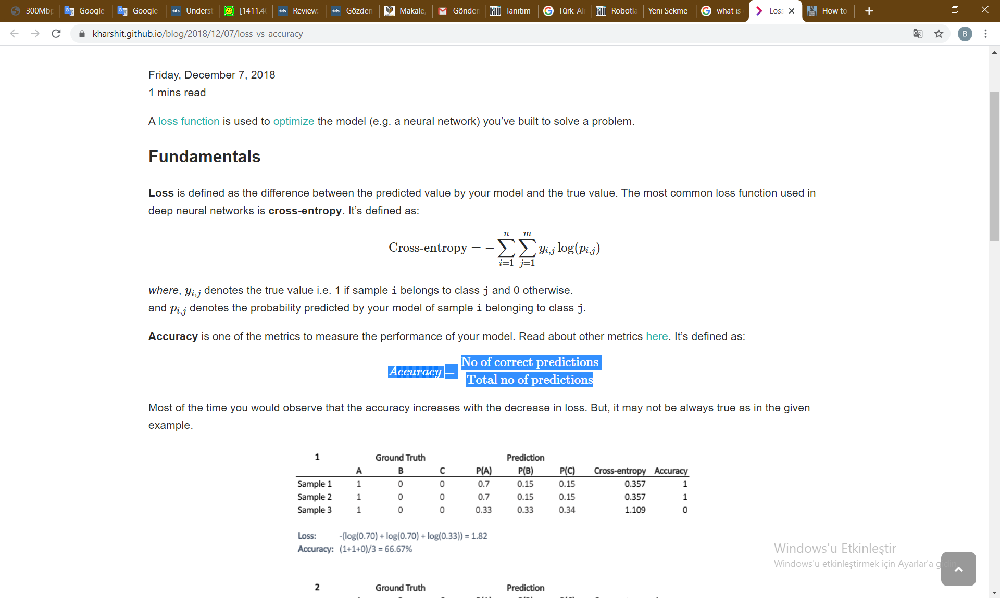 300Mb
Google
Google
Underst
[1411.4
Review:
Gözden
Makale,
Gönder
Tanıtım
Türk-Al
Robotla
Yeni Sekme
what is
Los
How to
kharshit.github.io/blog/2018/12/07/loss-vs-accuracy
B
Friday, December 7, 2018
1 mins read
A loss function is used to optimize the model (e.g. a neural network) you've built to solve a problem.
Fundamentals
Loss is defined as the difference between the predicted value by your model and the true value. The most common loss function used in
deep neural networks is cross-entropy. It's defined as:
Cross-entropy = − ∑_{i=1}^{n} ∑_{j=1}^{m} y_{i,j} log(p_{i,j})
where, y_{i,j} denotes the true value i.e. 1 if sample i belongs to class j and 0 otherwise.
and p_{i,j} denotes the probability predicted by your model of sample i belonging to class j.
Accuracy is one of the metrics to measure the performance of your model. Read about other metrics here. It's defined as:
No of correct predictions
Accuracy =
Total no of predictions
Most of the time you would observe that the accuracy increases with the decrease in loss. But, it may not be always true as in the given
example.
1 Ground Truth Prediction
A B C P(A) P(B) P(C) Cross-entropy Accuracy
Sample 1 1 0 0 0.7 0.15 0.15 0.357 1
Sample 2 1 0 0 0.7 0.15 0.15 0.357 1
Sample 3 1 0 0 0.33 0.33 0.34 1.109 0
Loss: -(log(0.70) + log(0.70) + log(0.33)) = 1.82
Accuracy: (1+1+0)/3 = 66.67%
Windows'u Etkinleştir
Windows'u etkinleştirmek için Ayarlar'a gidin.
2 Ground Truth Prediction